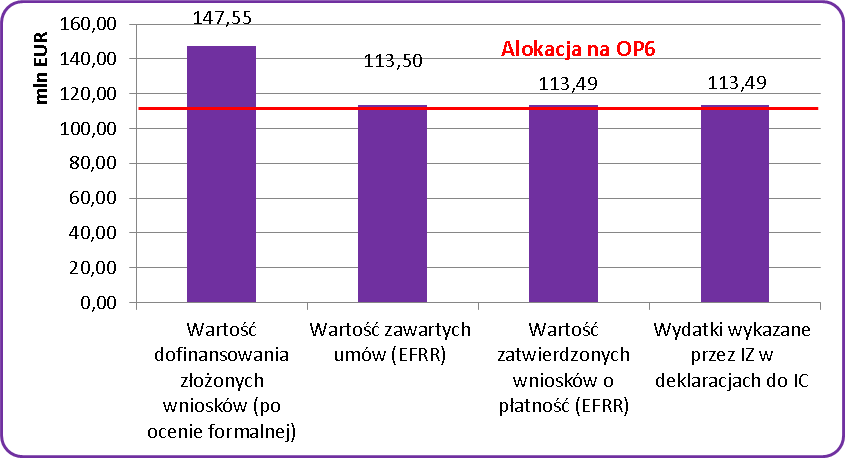 mln EUR
160,00
140,00
120,00
100,00
80,00
60,00
40,00
20,00
0,00
147,55
113,50
113,49
113,49
Alokacja na OP6
Wartość
dofinansowania
złożonych
wniosków (po
ocenie formalnej)
Wartość zawartych
umów (EFRR)
Wartość
zatwierdzonych
wniosków o
płatność (EFRR)
Wydatki wykazane
przez IZ w
deklaracjach do IC